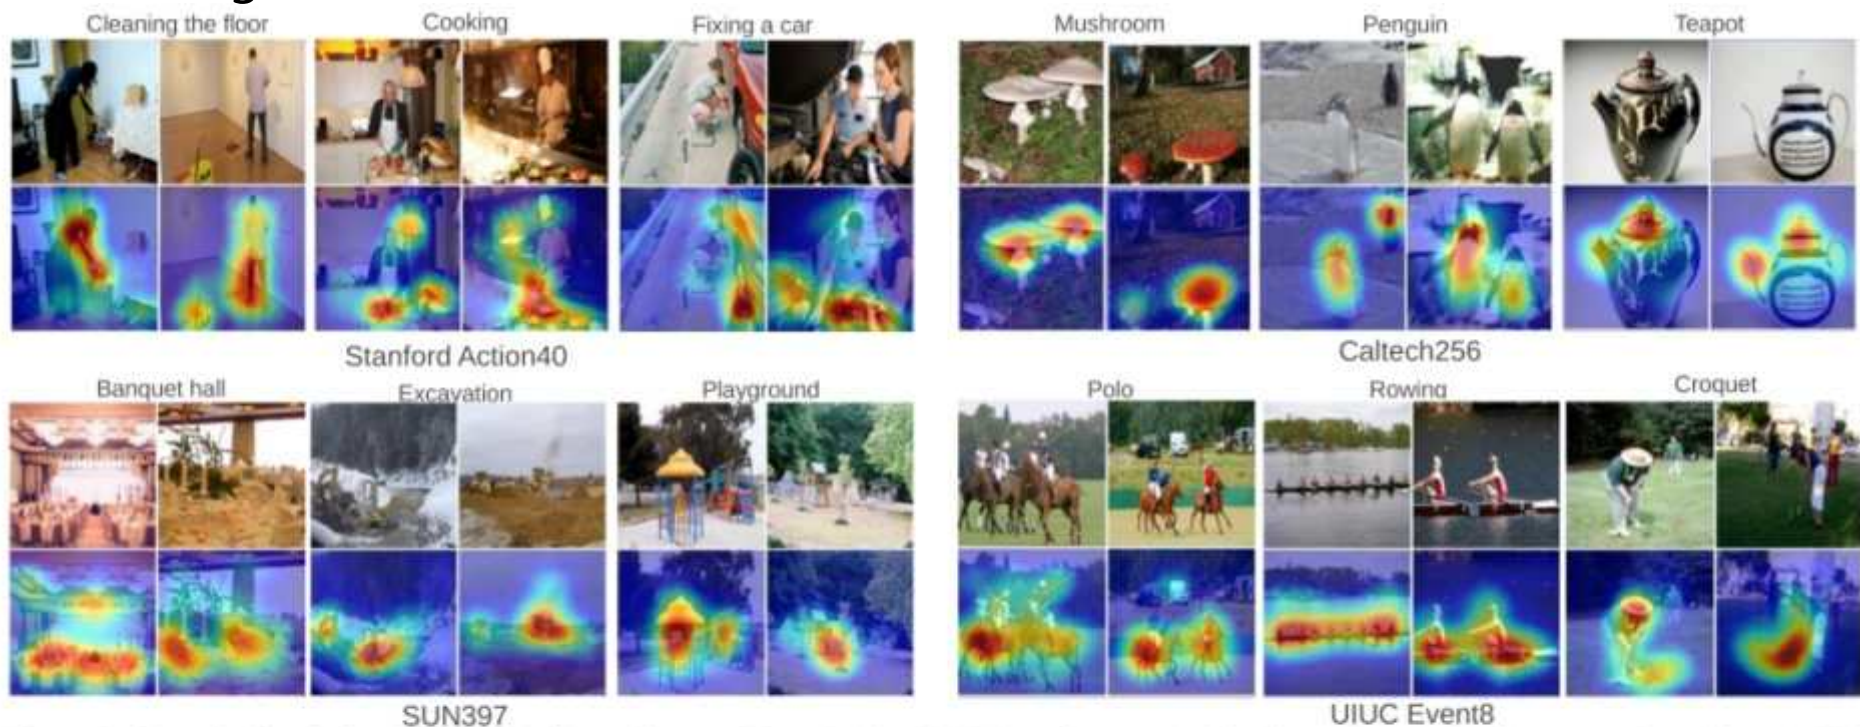 Cleaning the floor
Cooking
Fixing a car
Mushroom
Penguin
Teapot
Stanford Action40
Caltech256
Banquet hall
Excavation
Playground
Polo
Rowing
Croquet
SUN397
UIUC Event8